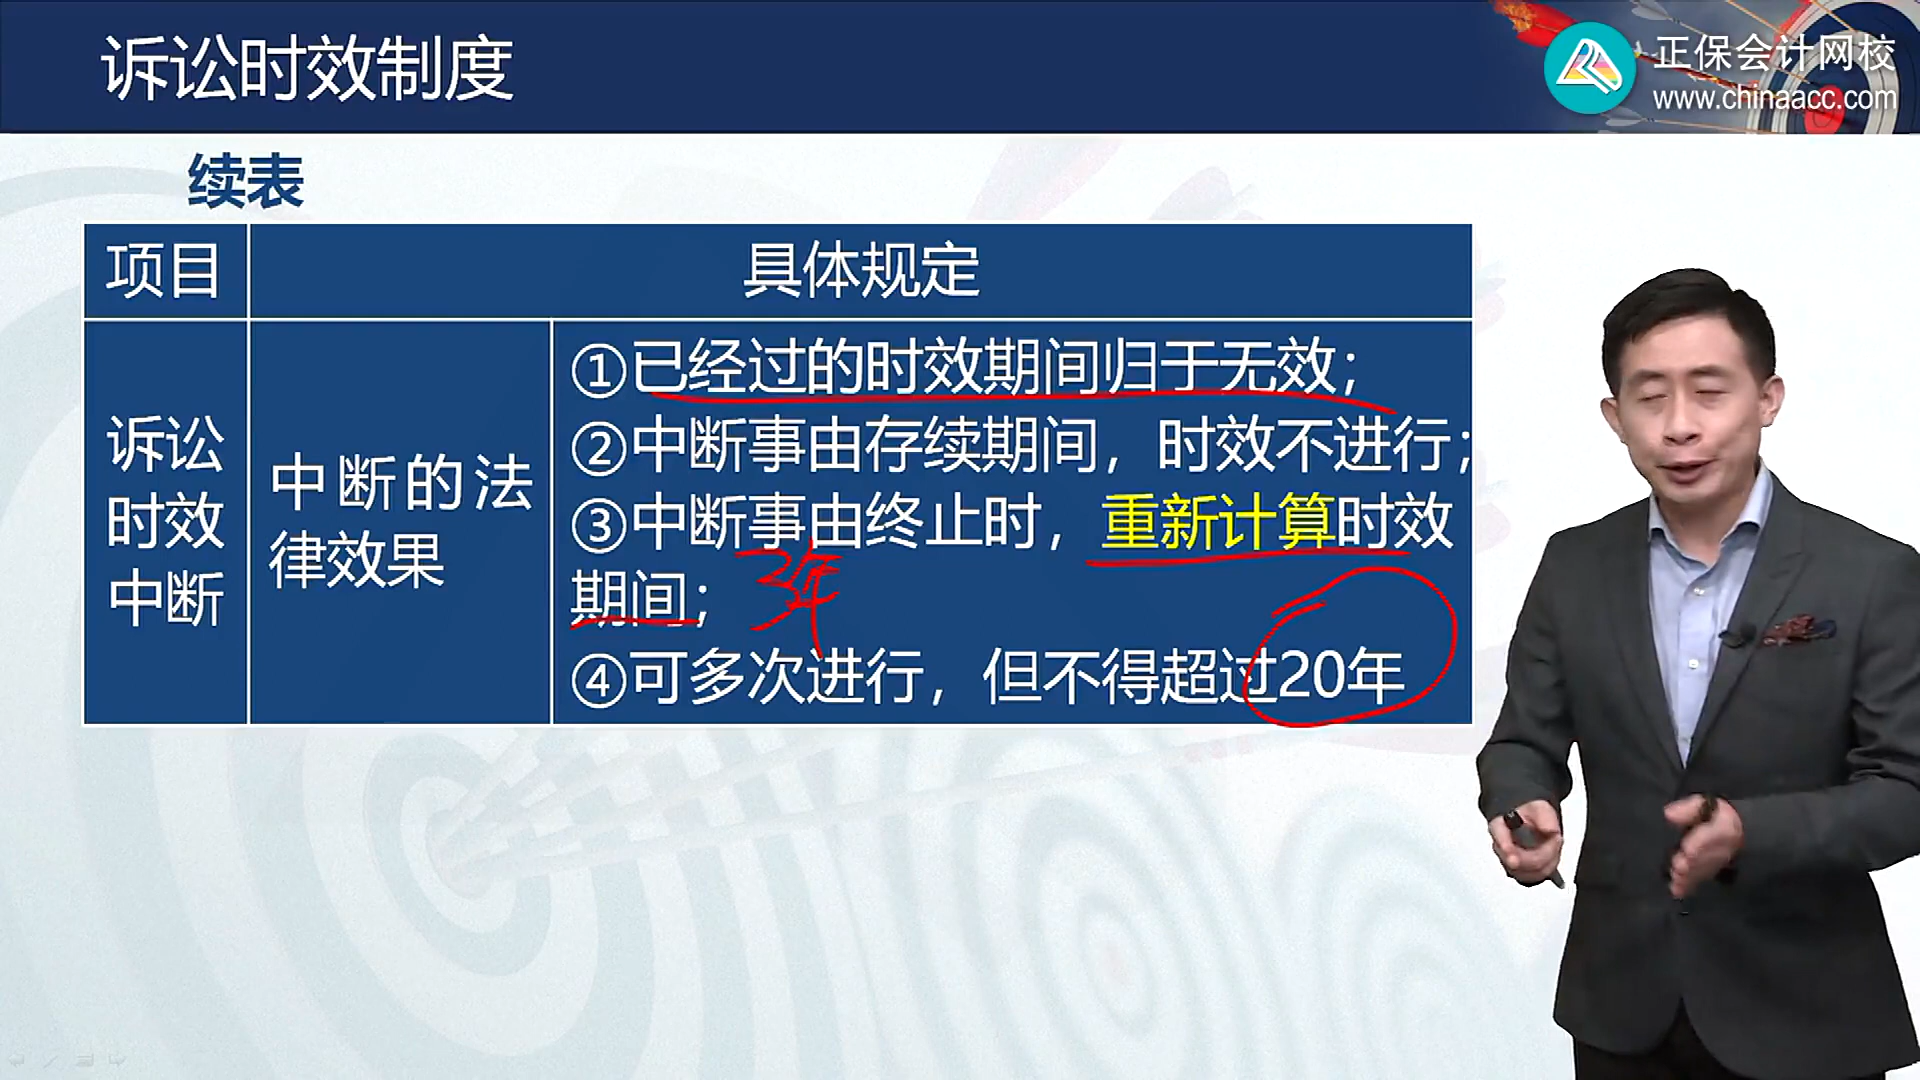 诉讼时效制度
正保会计网校
www.chinaacc.com
续表
项目
具体规定
诉讼
时效
中断
中断的法
律效果
①已经过的时效期间归于无效；
②中断事由存续期间，时效不进行；
③中断事由终止时，重新计算时效
期间；
3年
④可多次进行，但不得超过20年